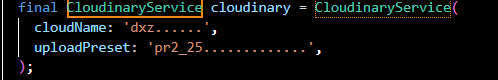 final CloudinaryService cloudinary = CloudinaryService(
cloudName: 'dxz......',
uploadPreset: 'pr2_25.............',
);